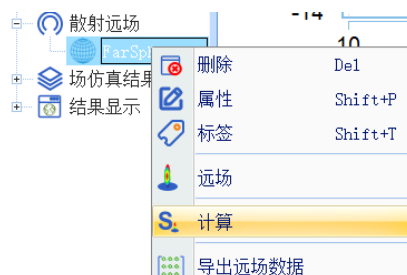 散射远场
-14
FarSp
10
场仿真结果
结果显示
删除 Del
属性 Shift+P
标签 Shift+T
远场
计算
导出远场数据